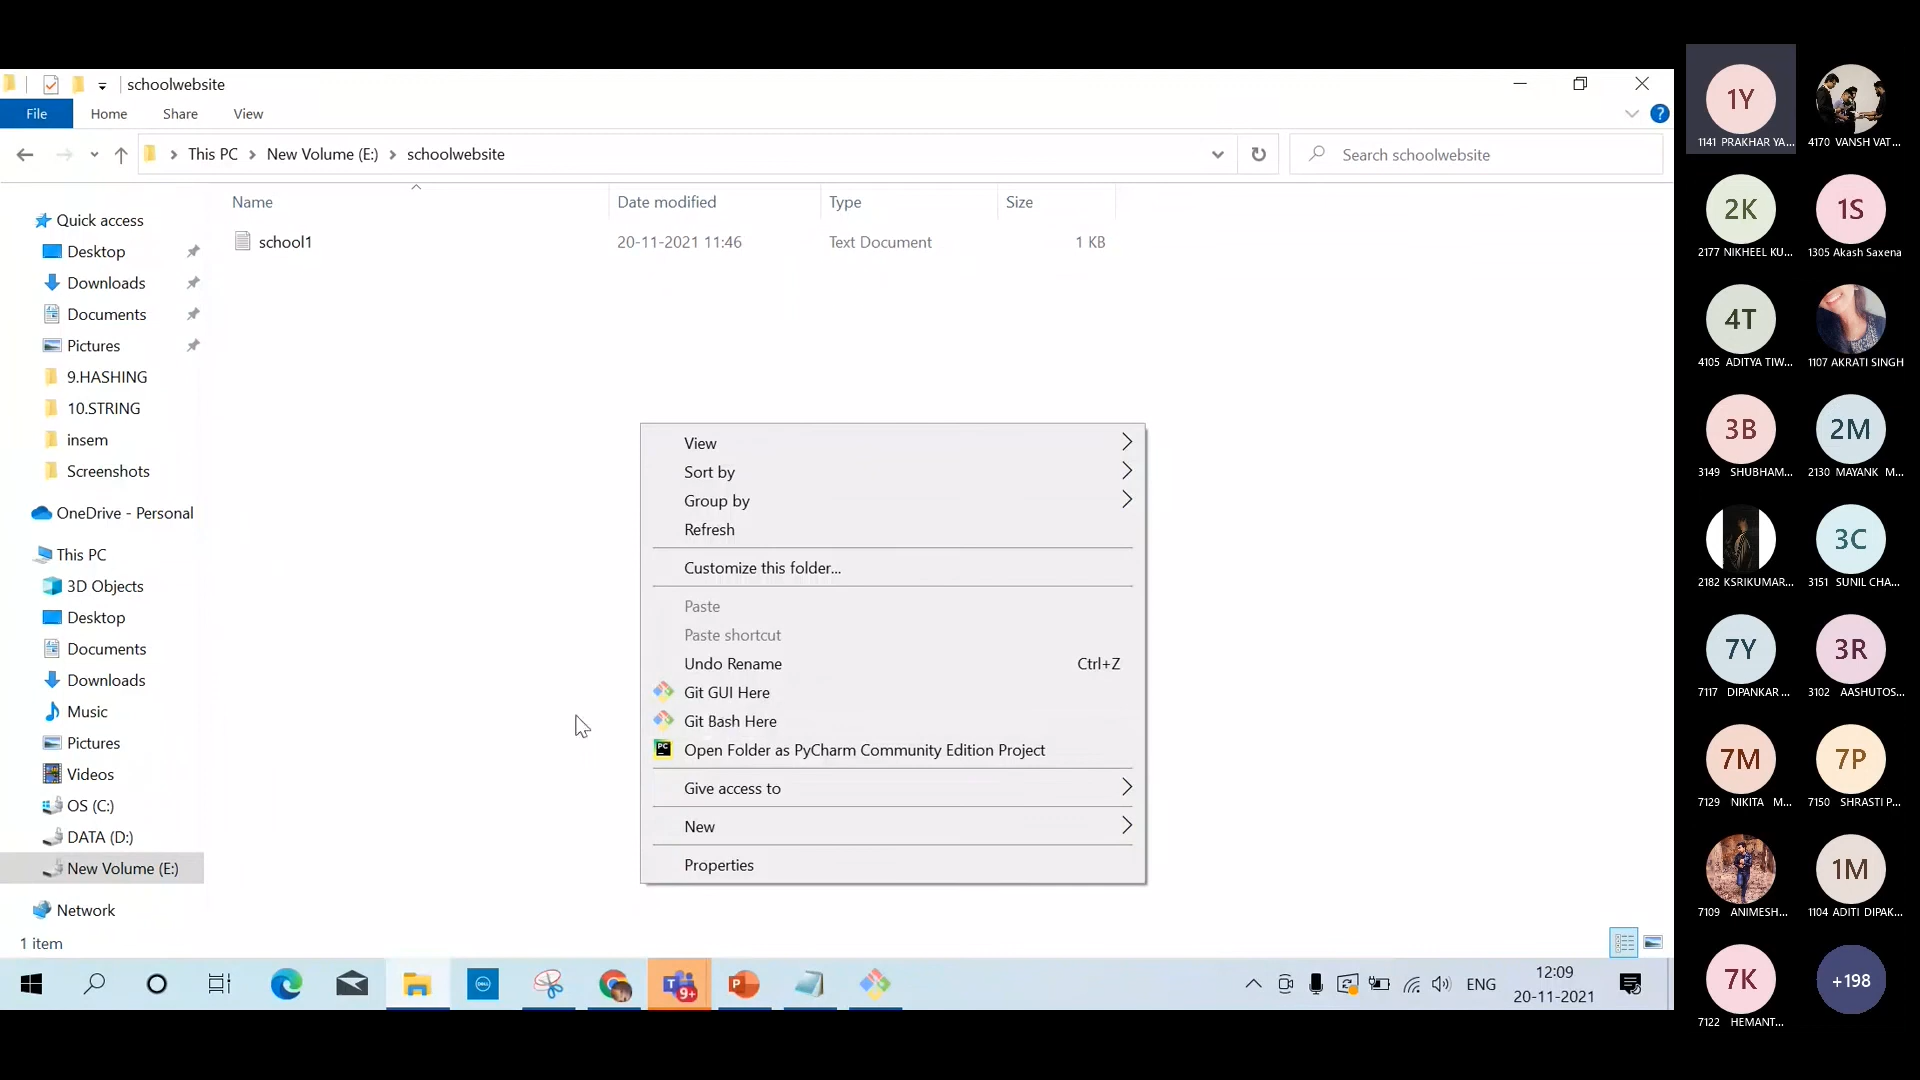 schoolwebsite
File Home Share View
This PC New Volume (E:) schoolwebsite
Search schoolwebsite
Name Date modified Type Size
school1 20-11-2021 11:46 Text Document 1 KB
Quick access
Desktop
Downloads
Documents
Pictures
9.HASHING
10.STRING
insem
Screenshots
OneDrive - Personal
This PC
3D Objects
Desktop
Documents
Downloads
Music
Pictures
Videos
OS (C:)
DATA (D:)
New Volume (E:)
Network
1 item
View
Sort by
Group by
Refresh
Customize this folder...
Paste
Paste shortcut
Undo Rename Ctrl+Z
Git GUI Here
Git Bash Here
PC Open Folder as PyCharm Community Edition Project
Give access to
New
Properties
DELL
T 9+
P
ENG
12:09
20-11-2021
1Y
1141 PRAKHAR YA...
4170 VANSH VAT...
2K 1S
2177 NIKHEEL KU... 1305 Akash Saxena
4T
4105 ADITYA TIW... 1107 AKRATI SINGH
3B 2M
3149 SHUBHAM... 2130 MAYANK M...
3C
2182 KSRIKUMAR... 3151 SUNIL CHA...
7Y 3R
7117 DIPANKAR ... 3102 AASHUTOS...
7M 7P
7129 NIKITA M... 7150 SHRASTI P...
1M
7109 ANIMESH... 1104 ADITI DIPAK...
7K +198
7122 HEMANT...